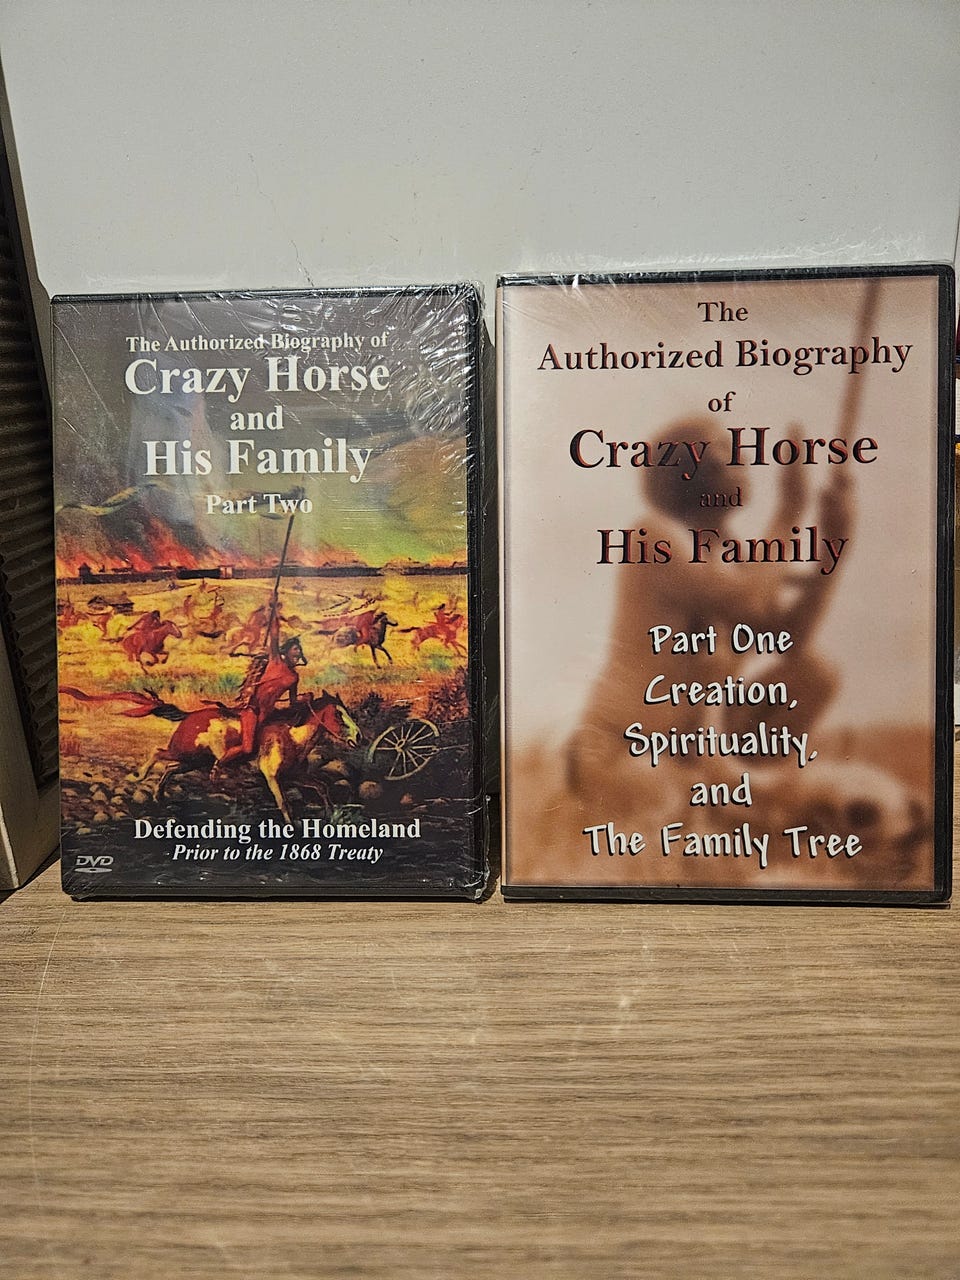 The Authorized Biography of
Crazy Horse
and
His Family
Part Two
Defending the Homeland
Prior to the 1868 Treaty
DVD
The
Authorized Biography
of
Crazy Horse
and
His Family
Part One
Creation,
Spirituality,
and
The Family Tree